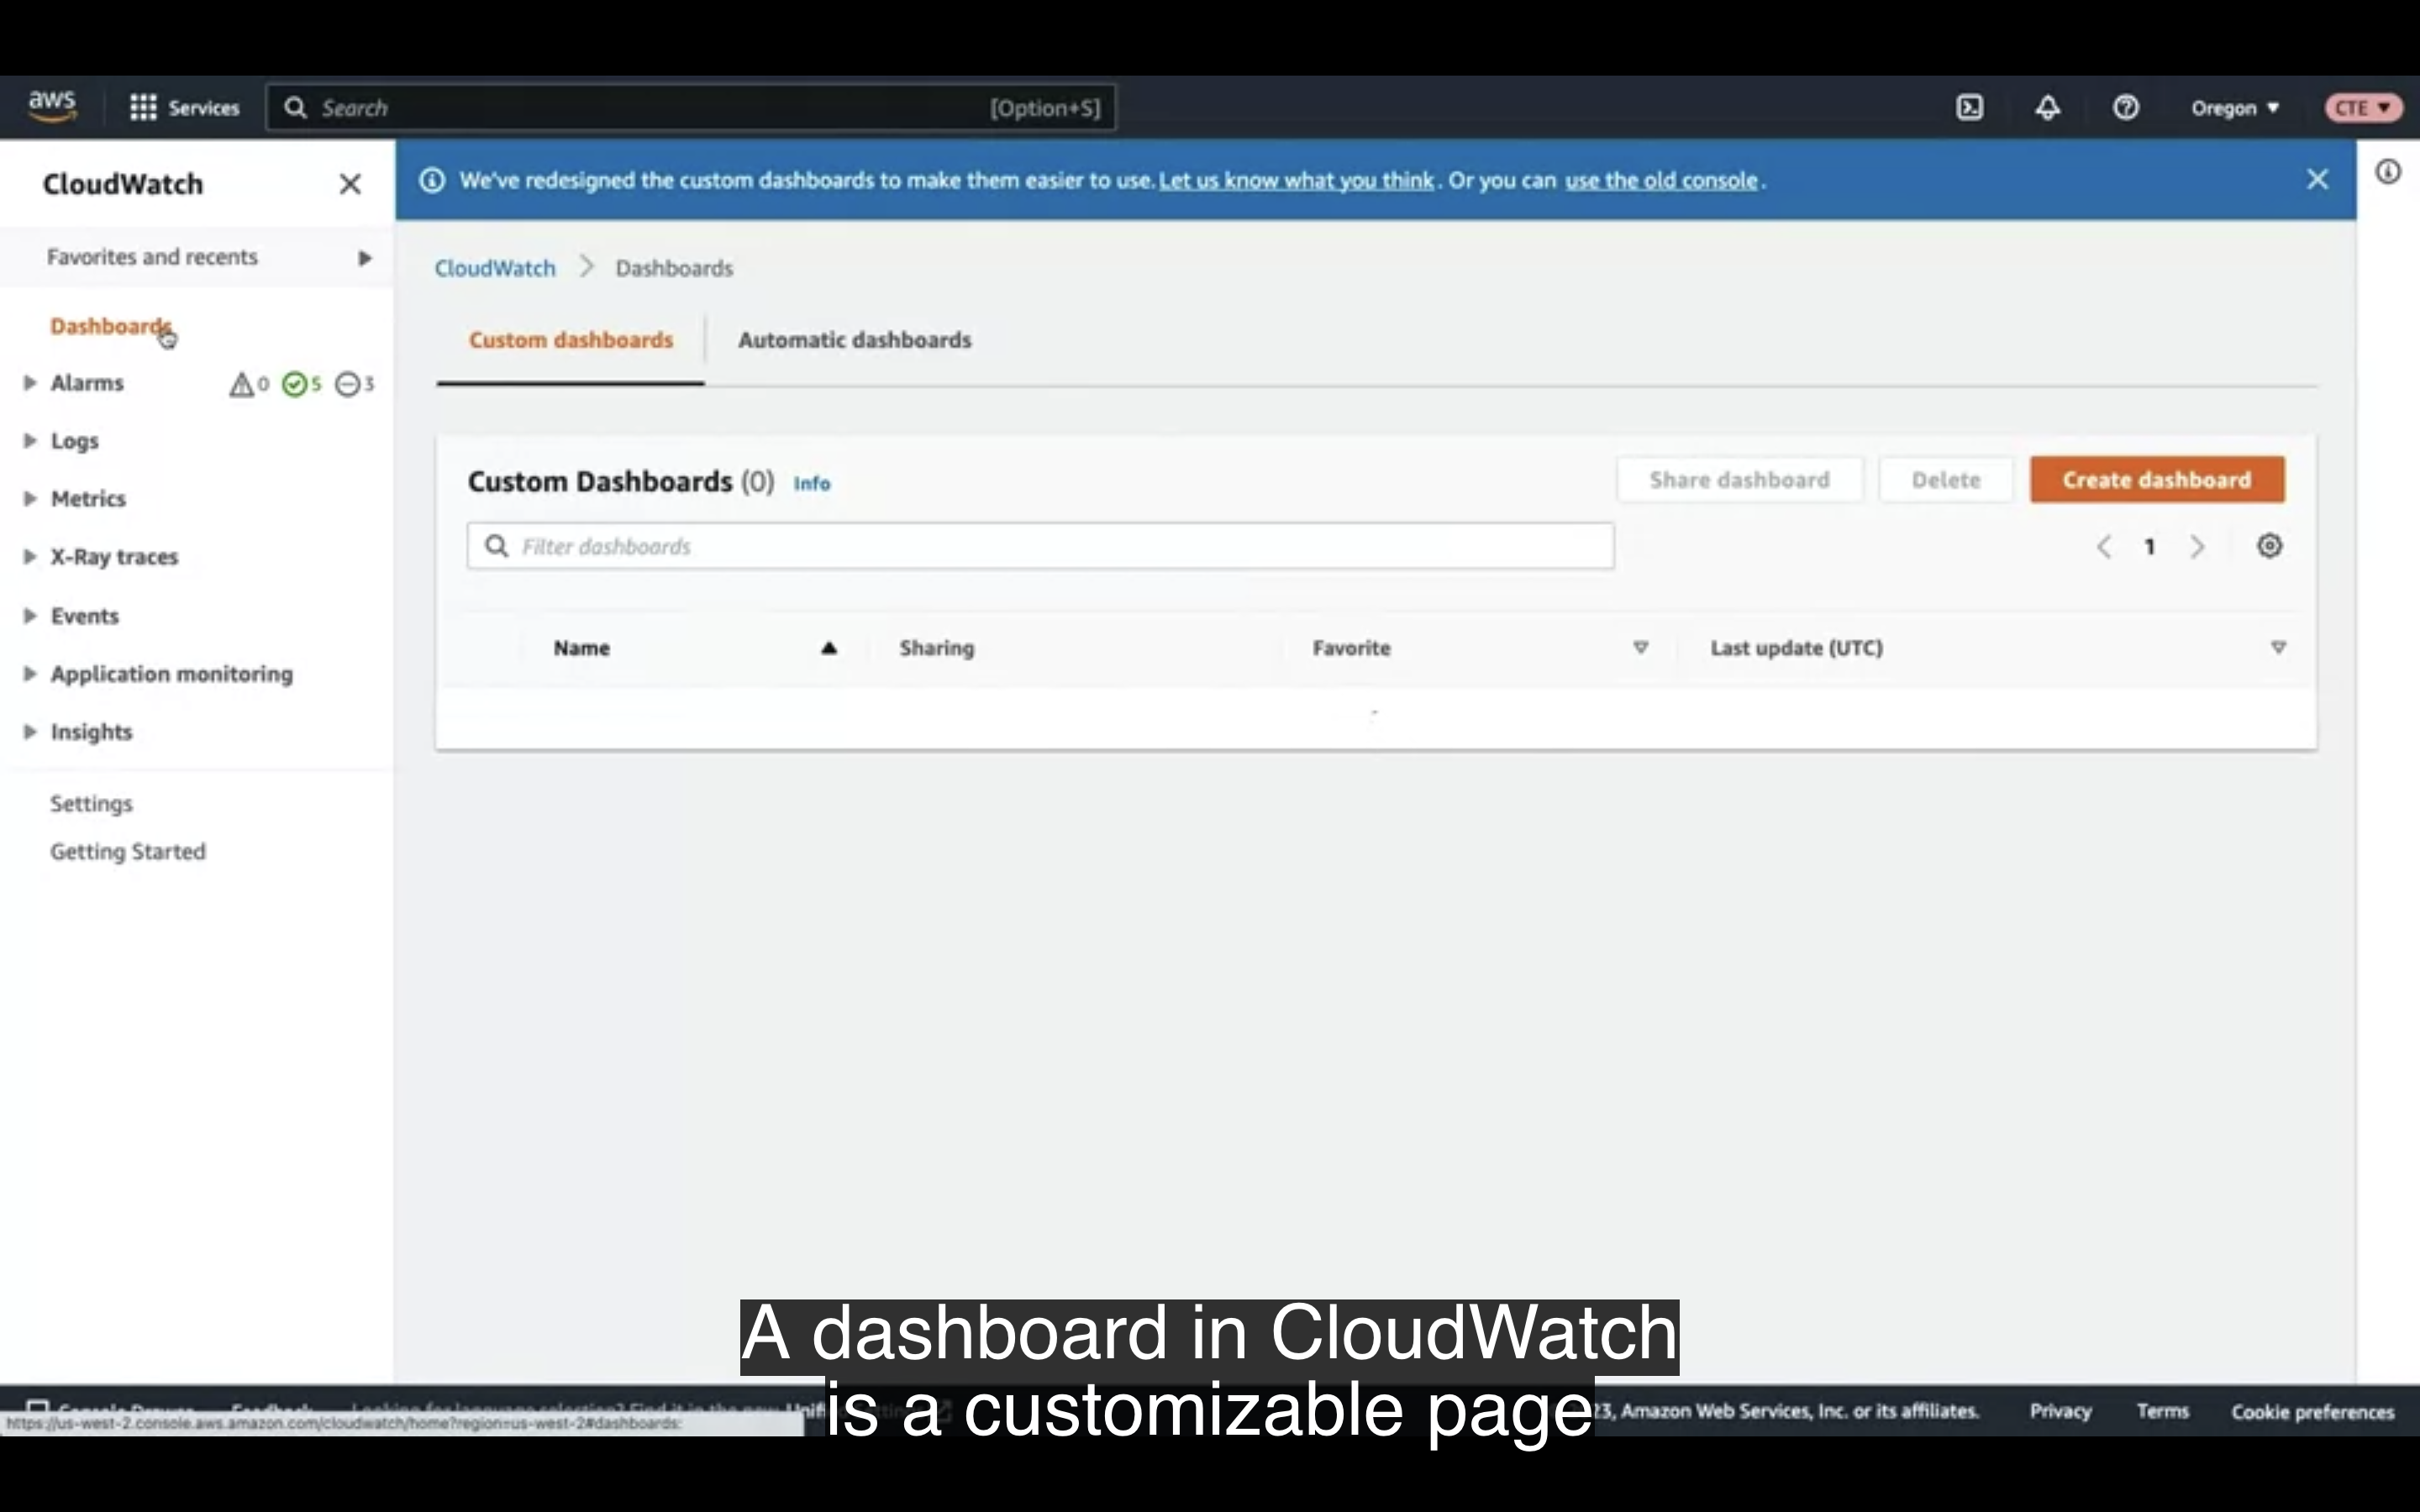 aws
Services
Search
[Option+S]
Oregon
CTE
CloudWatch
Favorites and recents
Dashboards
Alarms
0
5
3
Logs
Metrics
X-Ray traces
Events
Application monitoring
Insights
Settings
Getting Started
We've redesigned the custom dashboards to make them easier to use. Let us know what you think. Or you can use the old console.
CloudWatch
Dashboards
Custom dashboards
Automatic dashboards
Custom Dashboards (0)
Info
Share dashboard
Delete
Create dashboard
Filter dashboards
1
Name
Sharing
Favorite
Last update (UTC)
A dashboard in CloudWatch
is a customizable page
https://us-west-2.console.aws.amazon.com/cloudwatch/home?region=us-west-2#dashboards:
Amazon Web Services, Inc. or its affiliates.
Privacy
Terms
Cookie preferences